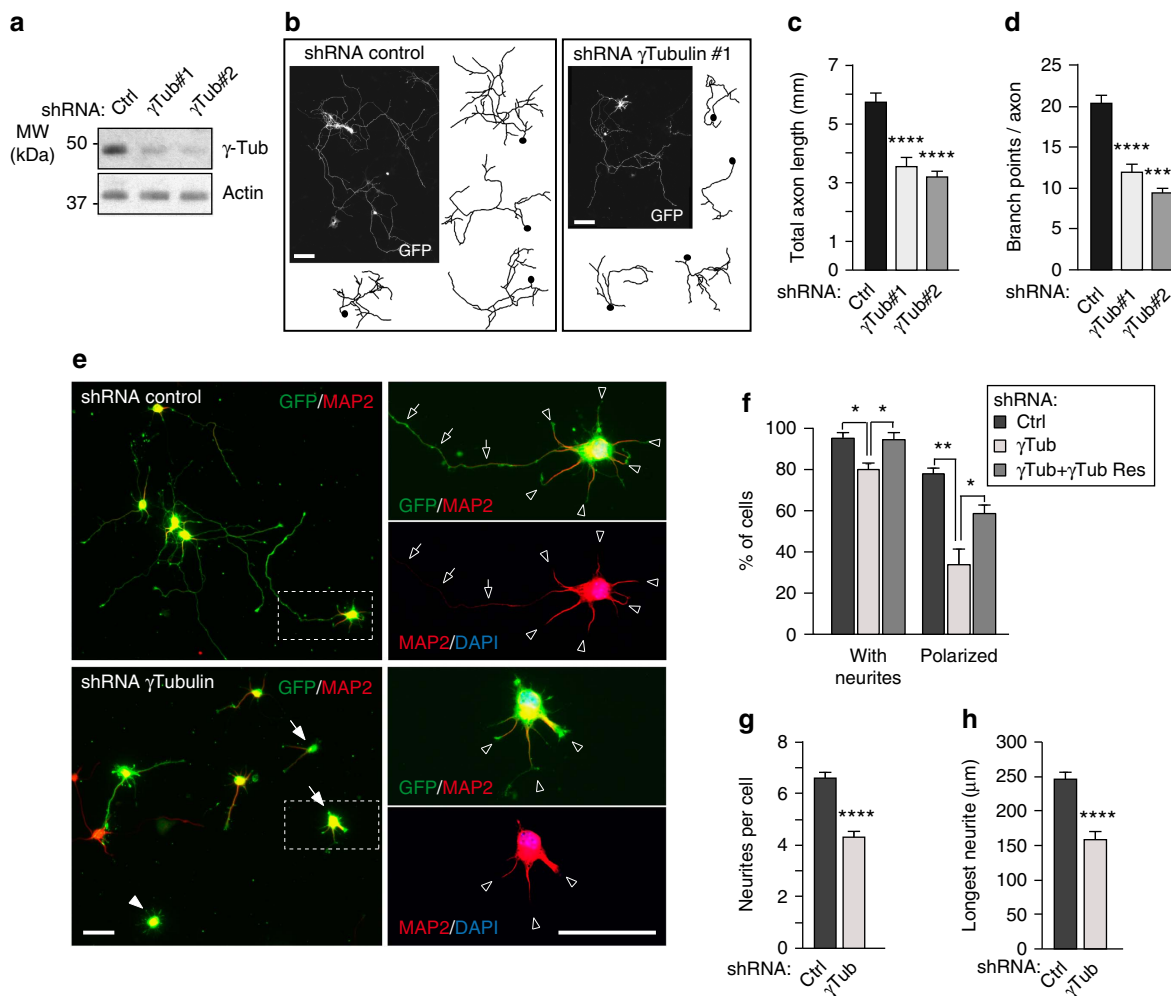 a
shRNA: Ctrl γTub#1 γTub#2
MW
(kDa)
50
37
γ-Tub
Actin
b
shRNA control
GFP
shRNA γTubulin #1
GFP
c
Total axon length (mm)
7
6
5
3
2
0
**** ****
shRNA: Ctrl γTub#1 γTub#2
d
Branch points / axon
25
20
15
10
5
0
**** ***
shRNA: Ctrl γTub#1 γTub#2
e
shRNA control
GFP/MAP2
GFP/MAP2
MAP2/DAPI
shRNA γTubulin
GFP/MAP2
GFP/MAP2
MAP2/DAPI
f
shRNA:
Ctrl
γTub
γTub+γTub Res
% of cells
100
80
60
40
20
0
* *
** *
With
neurites
Polarized
g
Neurites per cell
8
6
4
2
0
****
shRNA: Ctrl γTub
h
Longest neurite (μm)
300
250
200
150
100
50
0
****
shRNA: Ctrl γTub